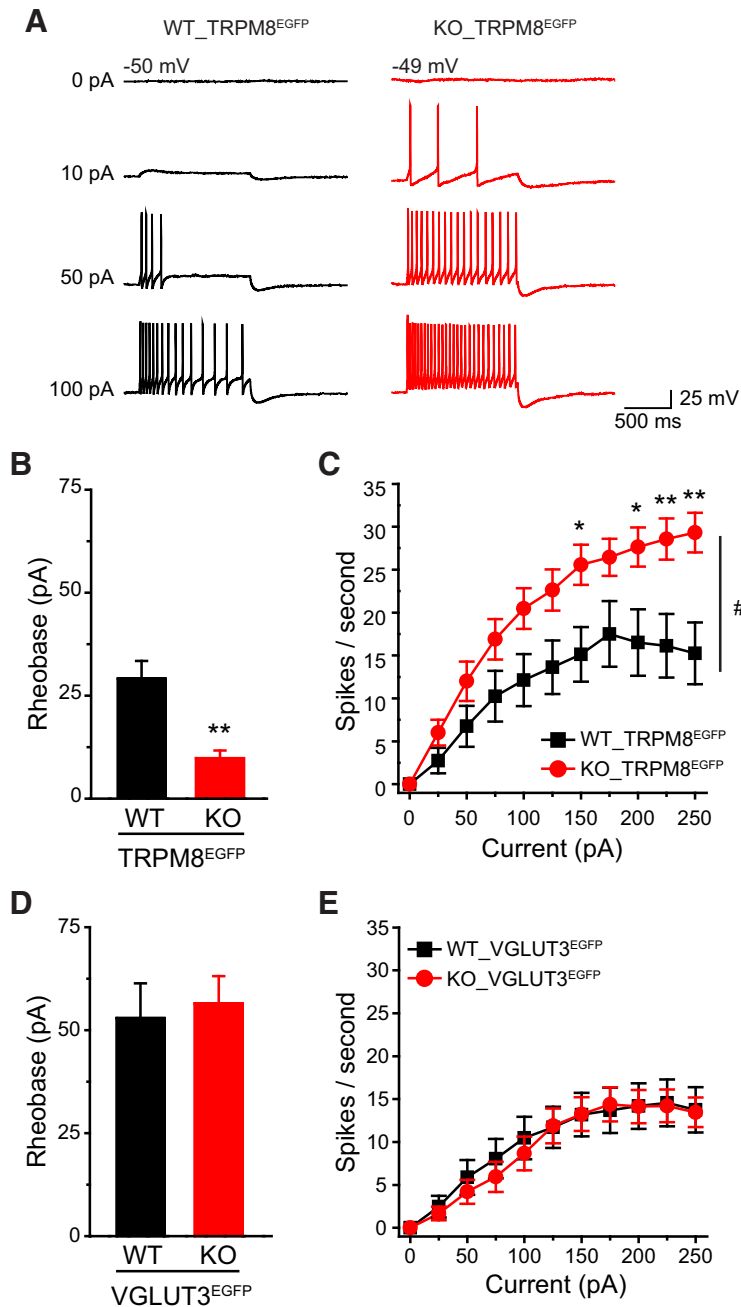 A
WT_TRPM8EGFP
KO_TRPM8EGFP
-50 mV
-49 mV
0 pA
10 pA
50 pA
100 pA
25 mV
500 ms
B
75
50
25
0
Rheobase (pA)
**
WT
KO
TRPM8EGFP
C
35
30
25
20
15
10
5
0
Spikes / second
* * ** **
#
WT_TRPM8EGFP
KO_TRPM8EGFP
0 50 100 150 200 250
Current (pA)
D
75
50
25
0
Rheobase (pA)
WT
KO
VGLUT3EGFP
E
35
30
25
20
15
10
5
0
Spikes / second
WT_VGLUT3EGFP
KO_VGLUT3EGFP
0 50 100 150 200 250
Current (pA)